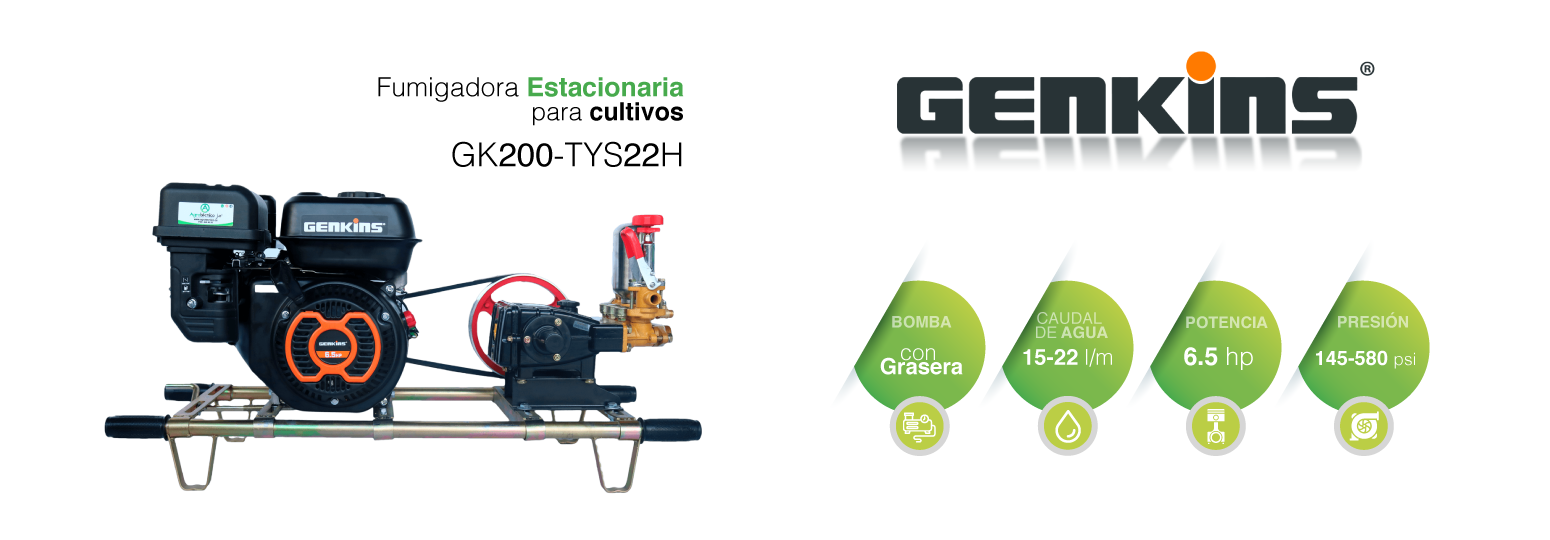 Fumigadora Estacionaria
para cultivos
GK200-TYS22H
GENKINS®
GENKINS
GENKINS
6.5HP
BOMBA
con
Grasera
CAUDAL
DE AGUA
15-22 l/m
POTENCIA
6.5 hp
PRESIÓN
145-580 psi